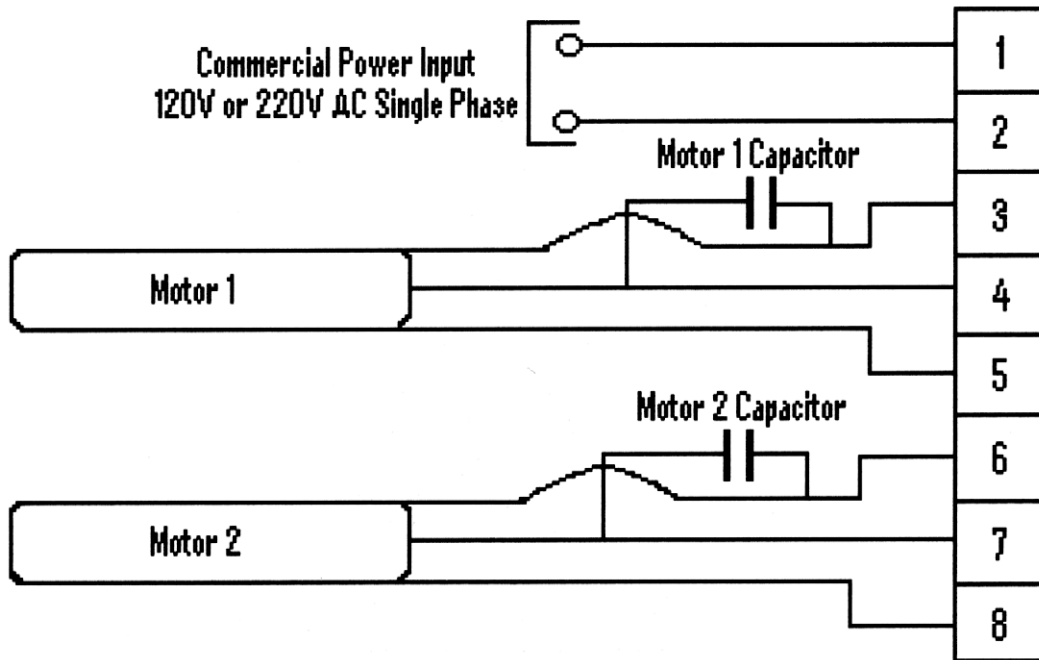 Commercial Power Input
120V or 220V AC Single Phase
1
2
Motor 1 Capacitor
3
Motor 1
4
5
Motor 2 Capacitor
6
Motor 2
7
8